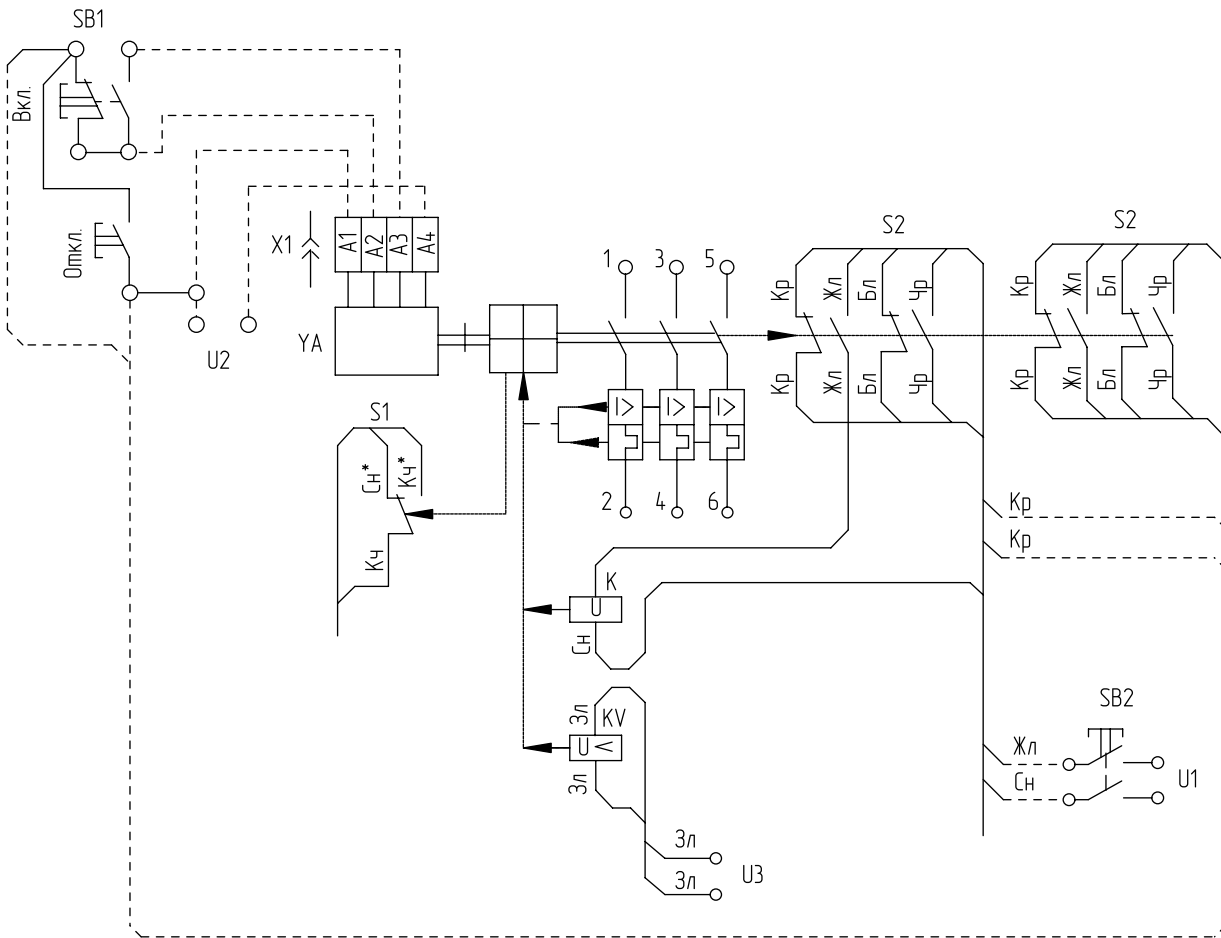 SB1
Вкл.
Откл.
U2
X1
A1
A2
A3
A4
YA
S1
Сн*
Кч*
Кч
1
3
5
I>
I>
I>
2
4
6
S2
Кр
Жл
Бл
Чр
Кр
Жл
Бл
Чр
S2
Кр
Жл
Бл
Чр
Кр
Жл
Бл
Чр
Кр
Кр
K
U
Сн
Зл
KV
U <
Зл
Зл
Зл
U3
SB2
Жл
Сн
U1